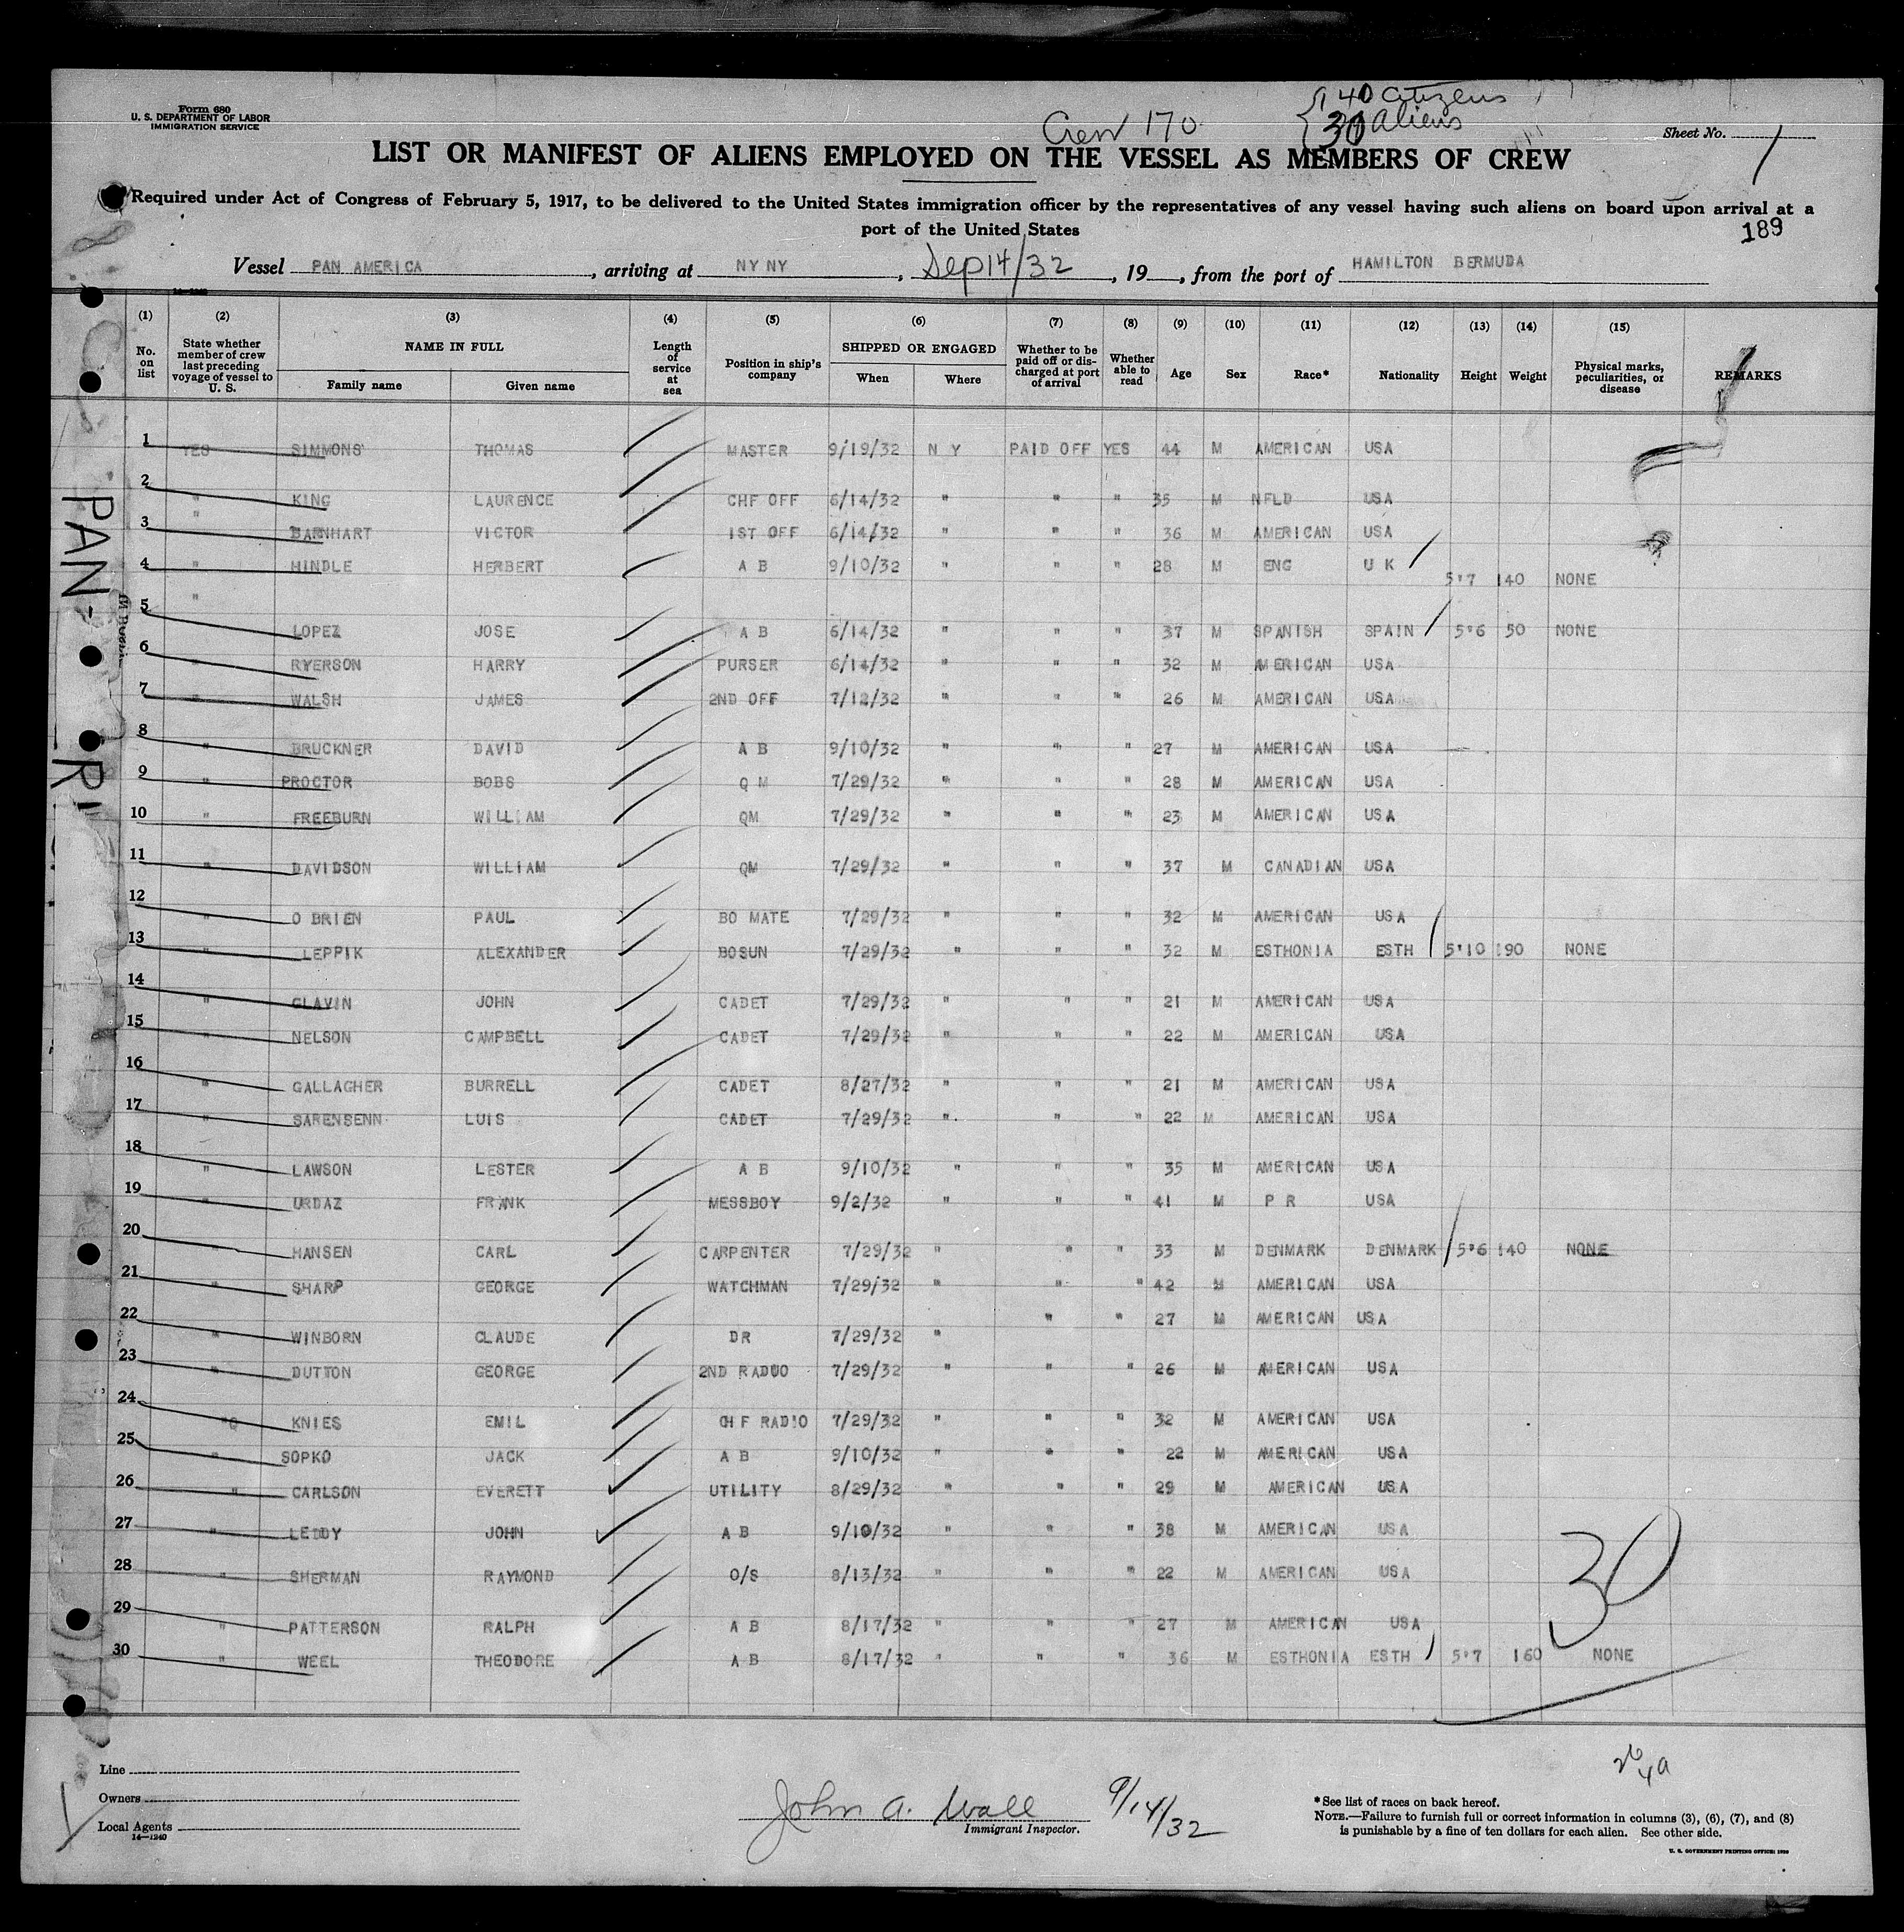 Form 680
U. S. DEPARTMENT OF LABOR
IMMIGRATION SERVICE
Crew 170
140 citizens
30 Aliens
Sheet No. 1
LIST OR MANIFEST OF ALIENS EMPLOYED ON THE VESSEL AS MEMBERS OF CREW
Required under Act of Congress of February 5, 1917, to be delivered to the United States immigration officer by the representatives of any vessel having such aliens on board upon arrival at a
port of the United States
189
Vessel PAN AMERICA, arriving at NY NY, Sep 14/32, 19, from the port of HAMILTON BERMUDA
(1) (2) (3) (4) (5) (6) (7) (8) (9) (10) (11) (12) (13) (14) (15)
No. on list State whether member of crew last preceding voyage of vessel to U. S. NAME IN FULL Family name Given name Length of service at sea Position in ship's company SHIPPED OR ENGAGED When Where Whether to be paid off or discharged at port of arrival Whether able to read Age Sex Race* Nationality Height Weight Physical marks, peculiarities, or disease REMARKS
1 YES SIMMONS THOMAS MASTER 9/19/32 N Y PAID OFF YES 44 M AMERICAN USA
2 " KING LAURENCE CHF OFF 6/14/32 " " " 35 M NFLD USA
3 " BARNHART VICTOR 1ST OFF 6/14/32 " " " 36 M AMERICAN USA
4 " HINDLE HERBERT A B 9/10/32 " " " 28 M ENG U K 5'7 140 NONE
5 " LOPEZ JOSE A B 6/14/32 " " " 37 M SPANISH SPAIN 5'6 50 NONE
6 " RYERSON HARRY PURSER 6/14/32 " " " 32 M AMERICAN USA
7 " WALSH JAMES 2ND OFF 7/12/32 " " " 26 M AMERICAN USA
8 " BRUCKNER DAVID A B 9/10/32 " " " 27 M AMERICAN USA
9 " PROCTOR BOBS Q M 7/29/32 " " " 28 M AMERICAN USA
10 " FREEBURN WILLIAM QM 7/29/32 " " " 23 M AMERICAN USA
11 " DAVIDSON WILLIAM QM 7/29/32 " " " 37 M CANADIAN USA
12 " O BRIEN PAUL BO MATE 7/29/32 " " " 32 M AMERICAN USA
13 " LEPPIK ALEXANDER BOSUN 7/29/32 " " " 32 M ESTHONIA ESTH 5'10 190 NONE
14 " GLAVIN JOHN CADET 7/29/32 " " " 21 M AMERICAN USA
15 " NELSON CAMPBELL CADET 7/29/32 " " " 22 M AMERICAN USA
16 " GALLAGHER BURRELL CADET 8/27/32 " " " 21 M AMERICAN USA
17 " SARENSENN LUIS CADET 7/29/32 " " " 22 M AMERICAN USA
18 " LAWSON LESTER A B 9/10/32 " " " 35 M AMERICAN USA
19 " URDAZ FRANK MESSBOY 9/2/32 " " " 41 M P R USA
20 " HANSEN CARL CARPENTER 7/29/32 " " " 33 M DENMARK DENMARK 5'6 140 NONE
21 " SHARP GEORGE WATCHMAN 7/29/32 " " " 42 M AMERICAN USA
22 " WINBORN CLAUDE DR 7/29/32 " " " 27 M AMERICAN USA
23 " DUTTON GEORGE 2ND RADUO 7/29/32 " " " 26 M AMERICAN USA
24 " KNIES EMIL CH F RADIO 7/29/32 " " " 32 M AMERICAN USA
25 " SOPKO JACK A B 9/10/32 " " " 22 M AMERICAN USA
26 " CARLSON EVERETT UTILITY 8/29/32 " " " 29 M AMERICAN USA
27 " LEDDY JOHN A B 9/10/32 " " " 38 M AMERICAN USA
28 " SHERMAN RAYMOND O/S 8/13/32 " " " 22 M AMERICAN USA
29 " PATTERSON RALPH A B 8/17/32 " " " 27 M AMERICAN USA
30 " WEEL THEODORE A B 8/17/32 " " " 36 M ESTHONIA ESTH 5'7 160 NONE
30
PAN-
Line
Owners
Local Agents
14—1240
John A. Wall 9/14/32
Immigrant Inspector.
26
4a
*See list of races on back hereof.
NOTE.—Failure to furnish full or correct information in columns (3), (6), (7), and (8)
is punishable by a fine of ten dollars for each alien. See other side.
U. S. GOVERNMENT PRINTING OFFICE: 1930